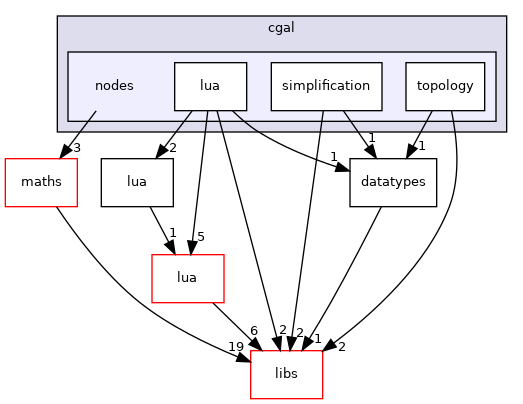 cgal
nodes lua simplification topology
3 2 1 1
1
maths lua datatypes
1 5
lua
6 2 2 1
19 2
libs